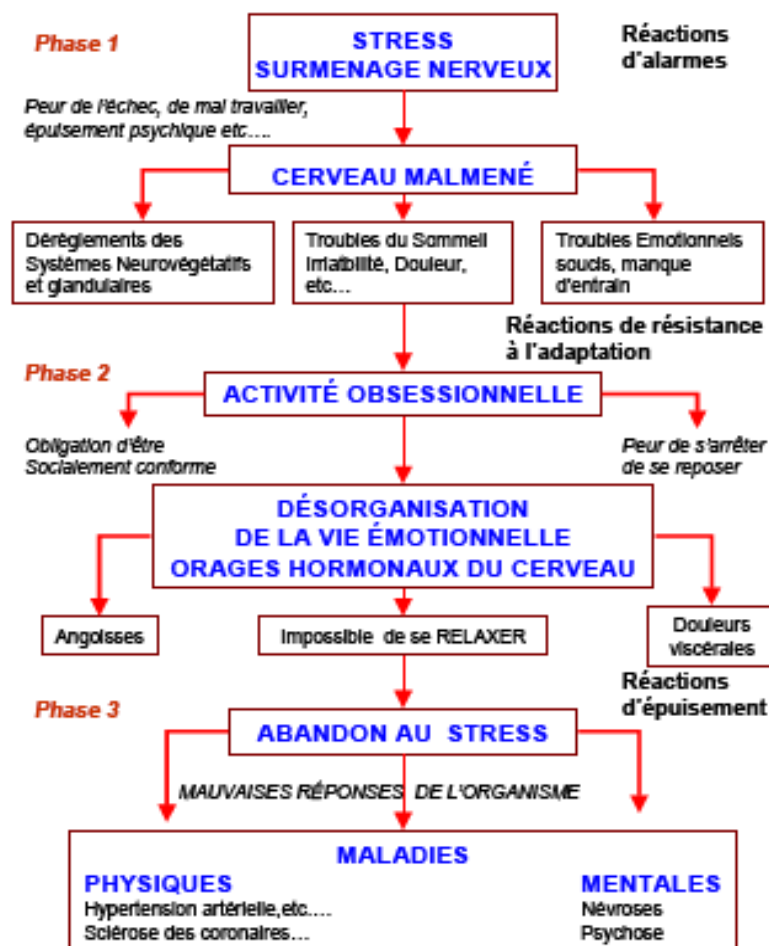 Phase 1
STRESS
SURMENAGE NERVEUX
Réactions
d'alarmes
Peur de l'échec, de mal travailler,
épuisement psychique etc....
CERVEAU MALMENÉ
Dérèglements des
Systèmes Neurovégétatifs
et glandulaires
Troubles du Sommeil
Irriatbilité, Douleur,
etc...
Troubles Emotionnels
soucis, manque
d'entrain
Réactions de résistance
à l'adaptation
Phase 2
ACTIVITÉ OBSESSIONNELLE
Obligation d'être
Socialement conforme
Peur de s'arrêter
de se reposer
DÉSORGANISATION
DE LA VIE ÉMOTIONNELLE
ORAGES HORMONAUX DU CERVEAU
Angoisses
Impossible de se RELAXER
Douleurs
viscérales
Réactions
d'épuisement
Phase 3
ABANDON AU STRESS
MAUVAISES RÉPONSES DE L'ORGANISME
MALADIES
PHYSIQUES
Hypertension artérielle,etc....
Sclérose des coronaires...
MENTALES
Névroses
Psychose